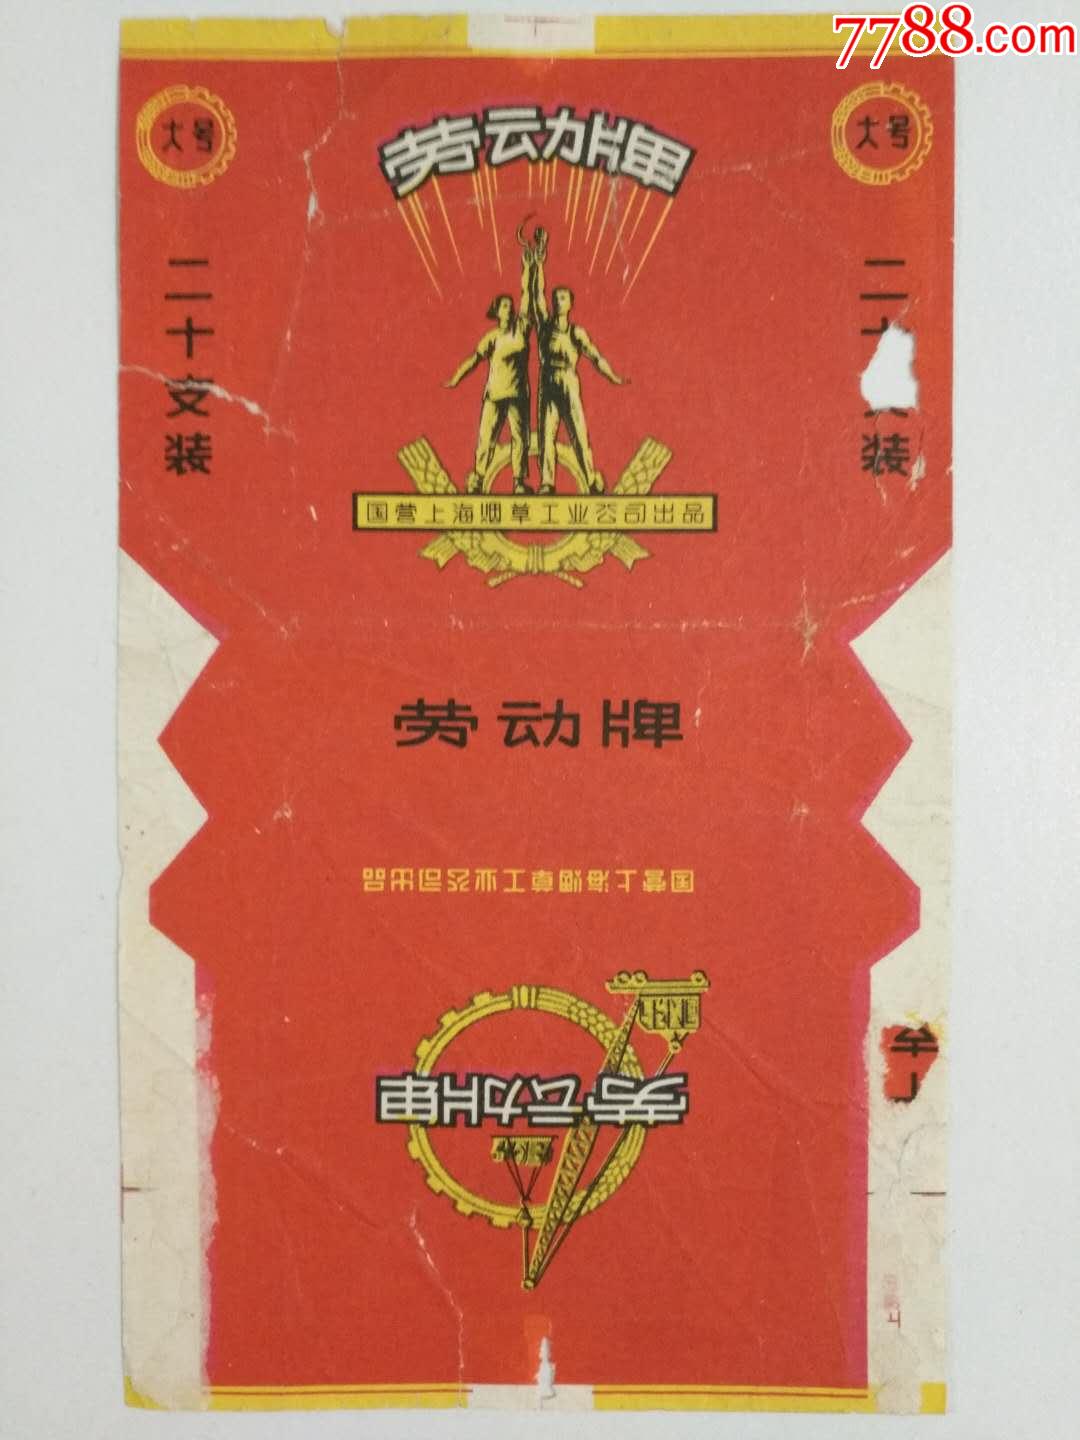 7788.com
大号
大号
劳动牌
二十支装
二十支装
国营上海烟草工业公司出品
劳动牌
国营上海烟草工业公司出品
劳动牌